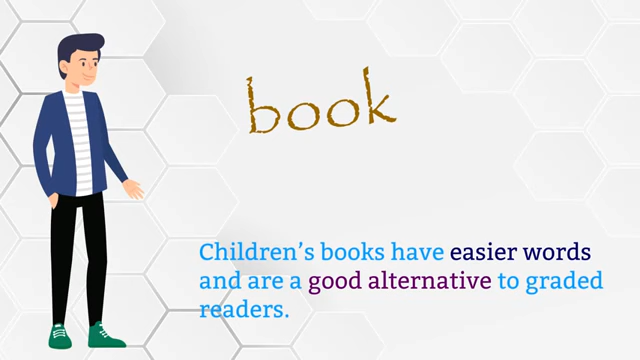 book
Children’s books have easier words
and are a good alternative to graded
readers.